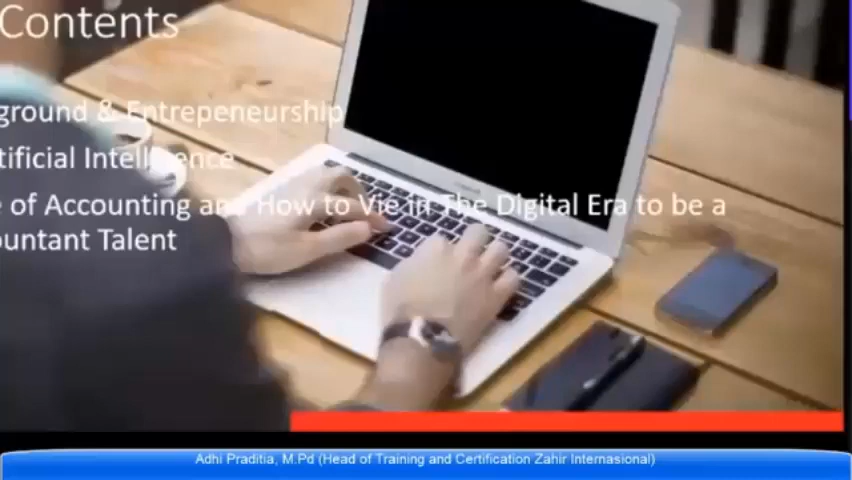 Contents
ground & Entrepeneurship
tificial Intelligence
e of Accounting and How to Vie in The Digital Era to be a
ountant Talent
Adhi Praditia, M.Pd (Head of Training and Certification Zahir Internasional)